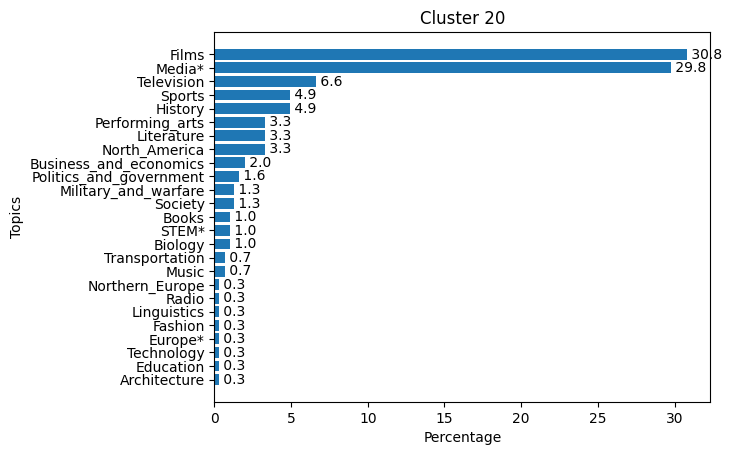 Cluster 20
Topics
Films 30.8
Media* 29.8
Television 6.6
Sports 4.9
History 4.9
Performing_arts 3.3
Literature 3.3
North_America 3.3
Business_and_economics 2.0
Politics_and_government 1.6
Military_and_warfare 1.3
Society 1.3
Books 1.0
STEM* 1.0
Biology 1.0
Transportation 0.7
Music 0.7
Northern_Europe 0.3
Radio 0.3
Linguistics 0.3
Fashion 0.3
Europe* 0.3
Technology 0.3
Education 0.3
Architecture 0.3
0 5 10 15 20 25 30
Percentage